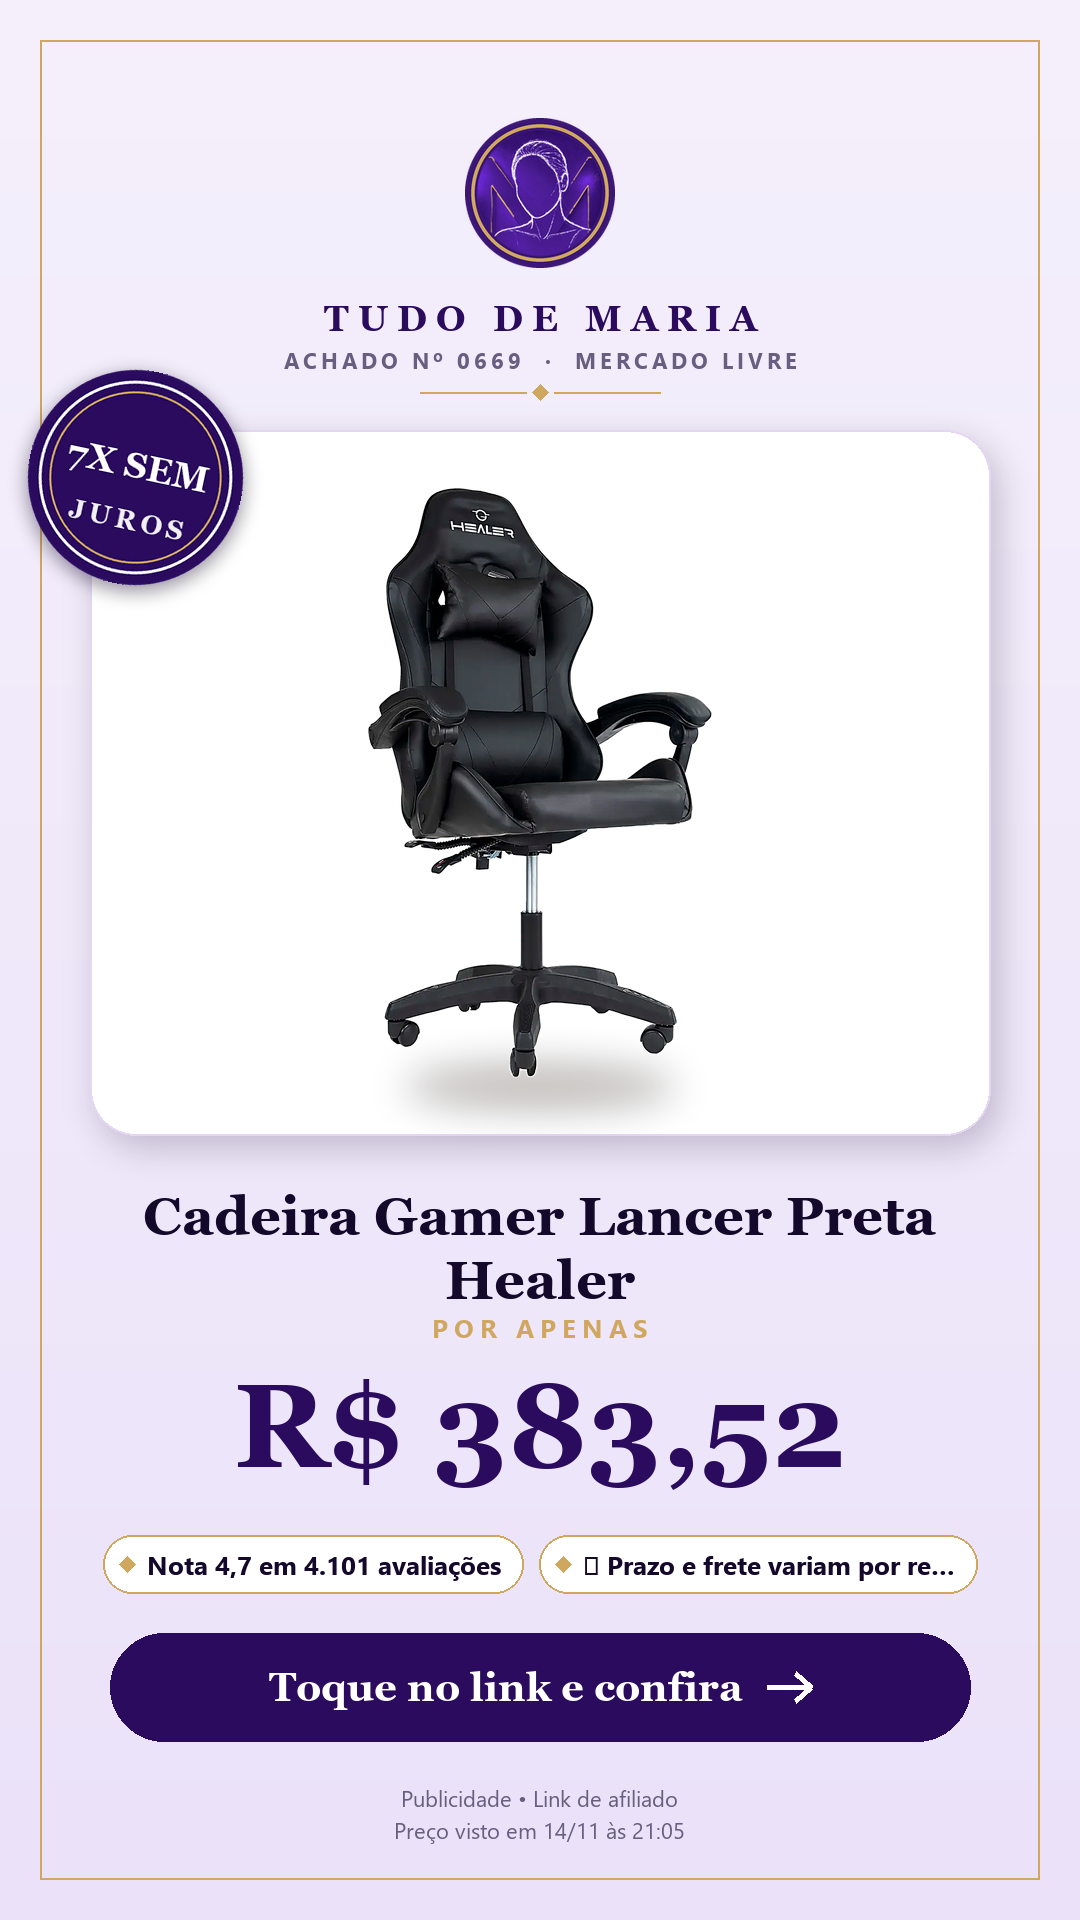 TUDO DE MARIA
ACHADO Nº 0669 · MERCADO LIVRE
7X SEM
JUROS
HEALER
Cadeira Gamer Lancer Preta
Healer
POR APENAS
R$ 383,52
Nota 4,7 em 4.101 avaliações
Prazo e frete variam por re...
Toque no link e confira →
Publicidade • Link de afiliado
Preço visto em 14/11 às 21:05